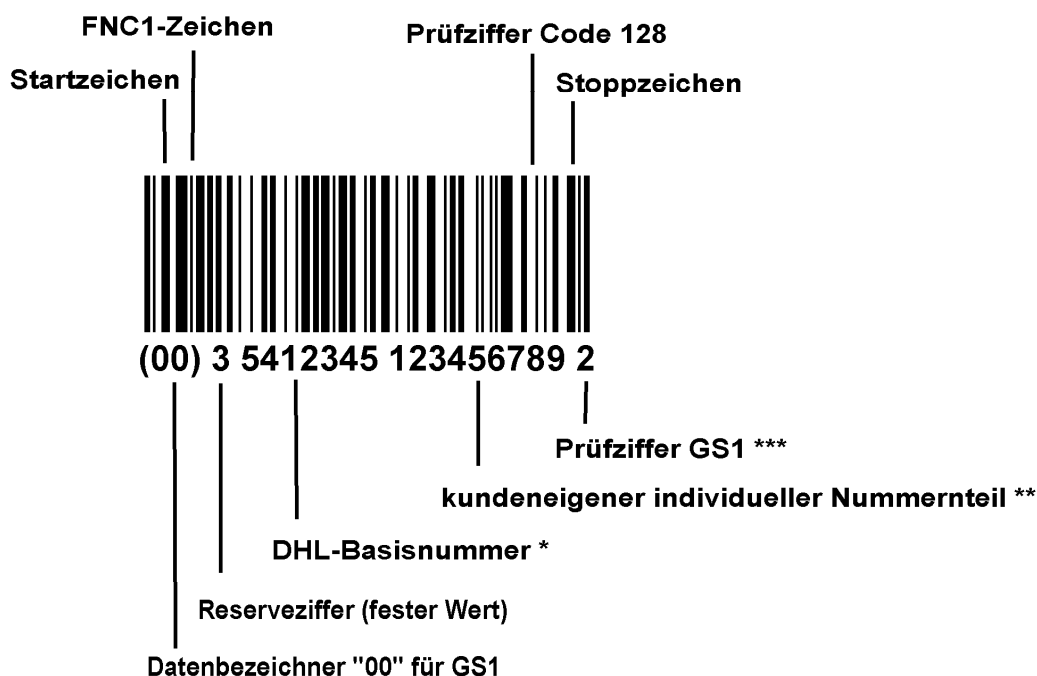 FNC1-Zeichen
Prüfziffer Code 128
Startzeichen
Stoppzeichen
(00) 3 5412345 123456789 2
Prüfziffer GS1 ***
kundeneigener individueller Nummernteil **
DHL-Basisnummer *
Reserveziffer (fester Wert)
Datenbezeichner "00" für GS1